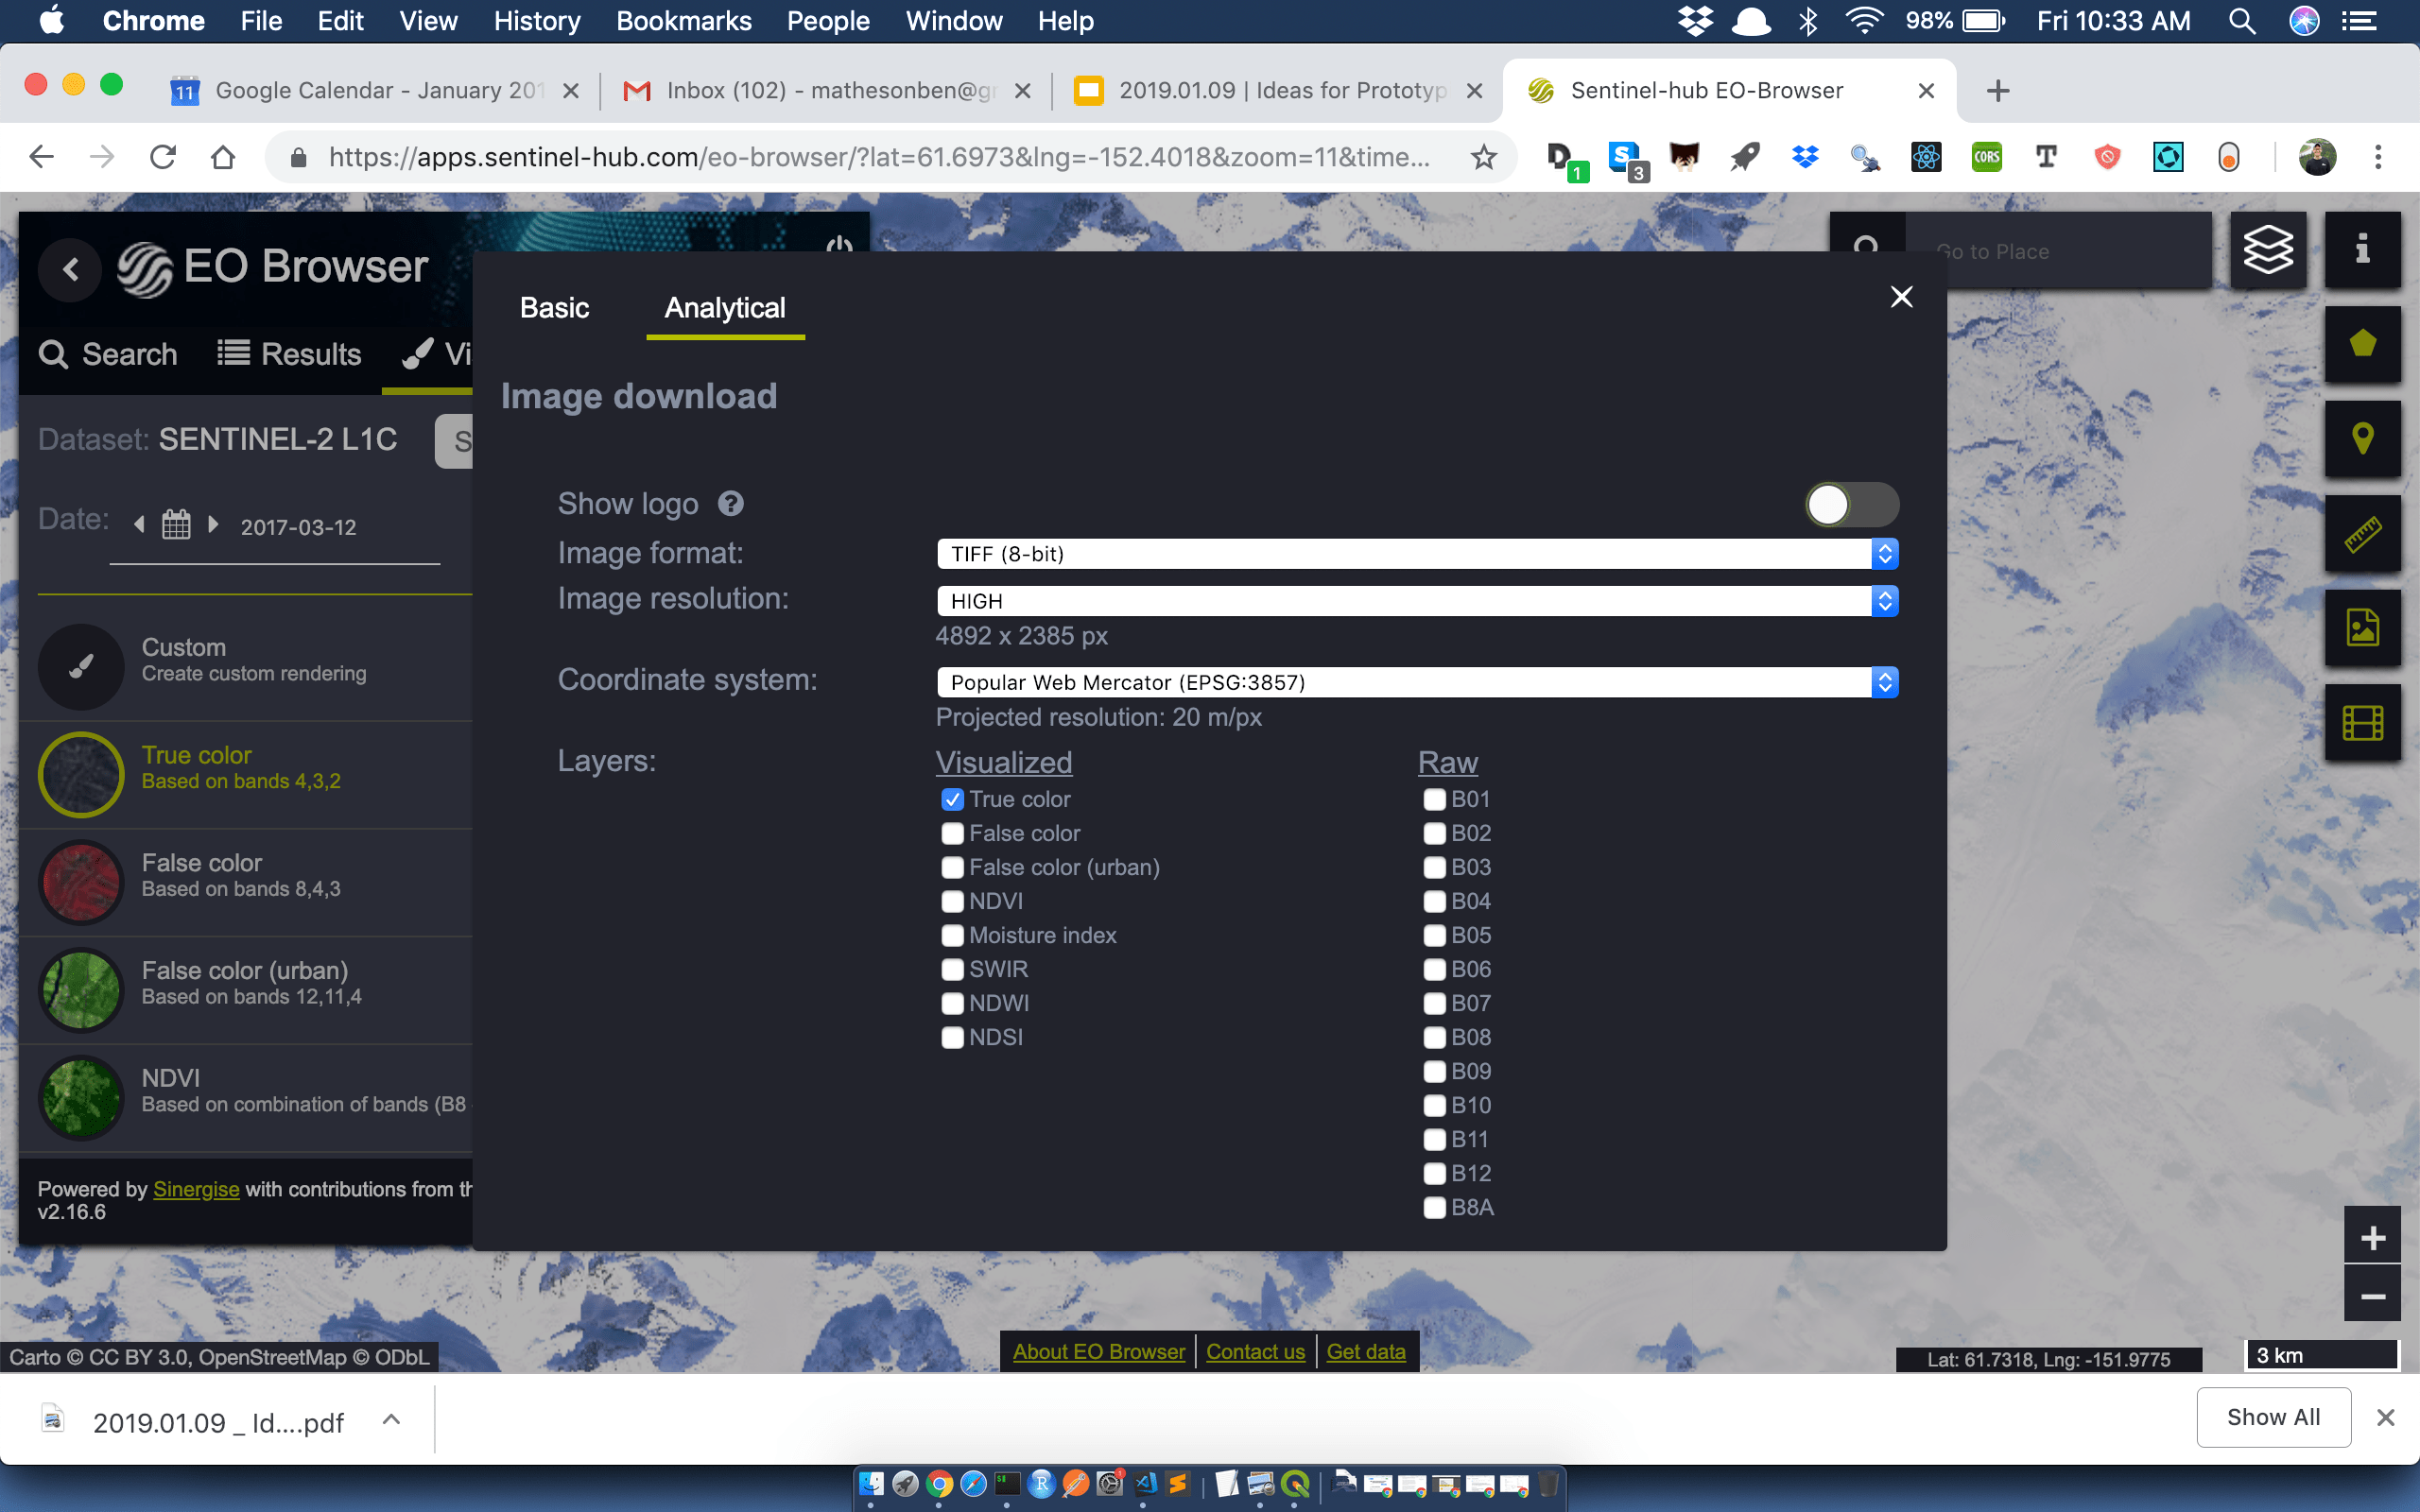 Chrome File Edit View History Bookmarks People Window Help 98% Fri 10:33 AM
11 Google Calendar - January 201 Inbox (102) - mathesonben@g 2019.01.09 | Ideas for Prototyp Sentinel-hub EO-Browser
https://apps.sentinel-hub.com/eo-browser/?lat=61.6973&lng=-152.4018&zoom=11&time... D 1 S 3 CORS T
EO Browser
Go to Place
Search Results Vi
Dataset: SENTINEL-2 L1C S
Date: 2017-03-12
Custom
Create custom rendering
True color
Based on bands 4,3,2
False color
Based on bands 8,4,3
False color (urban)
Based on bands 12,11,4
NDVI
Based on combination of bands (B8
Powered by Sinergise with contributions from th
v2.16.6
Basic Analytical
Image download
Show logo ?
Image format: TIFF (8-bit)
Image resolution: HIGH
4892 x 2385 px
Coordinate system: Popular Web Mercator (EPSG:3857)
Projected resolution: 20 m/px
Layers: Visualized Raw
True color B01
False color B02
False color (urban) B03
NDVI B04
Moisture index B05
SWIR B06
NDWI B07
NDSI B08
B09
B10
B11
B12
B8A
+
−
Carto © CC BY 3.0, OpenStreetMap © ODbL
About EO Browser Contact us Get data
Lat: 61.7318, Lng: -151.9775
3 km
2019.01.09 _ Id....pdf
Show All